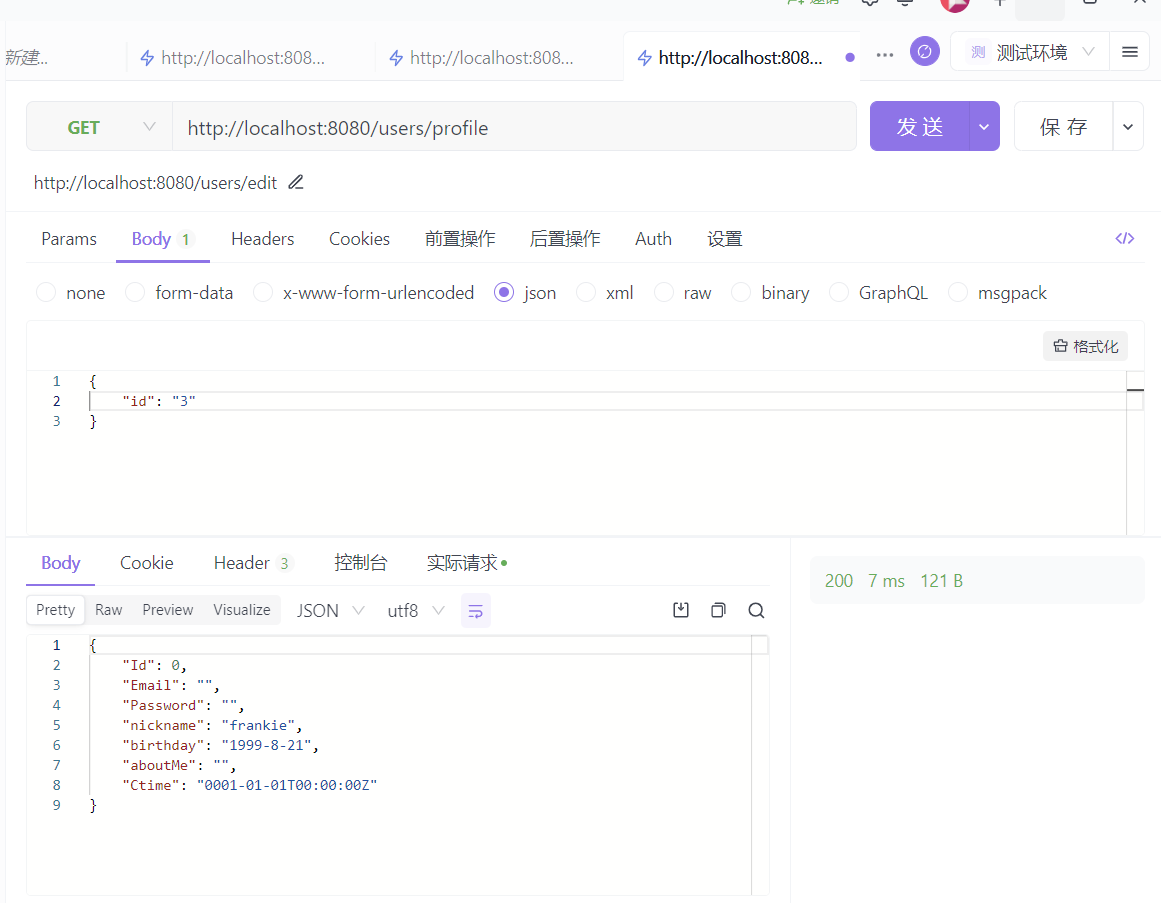 邀请
新建...
http://localhost:808...
http://localhost:808...
http://localhost:808...
测 测试环境
GET
http://localhost:8080/users/profile
发 送
保 存
http://localhost:8080/users/edit
Params Body 1 Headers Cookies 前置操作 后置操作 Auth 设置
none form-data x-www-form-urlencoded json xml raw binary GraphQL msgpack
格式化
1 {
2 "id": "3"
3 }
Body Cookie Header 3 控制台 实际请求
200 7 ms 121 B
Pretty Raw Preview Visualize JSON utf8
1 {
2 "Id": 0,
3 "Email": "",
4 "Password": "",
5 "nickname": "frankie",
6 "birthday": "1999-8-21",
7 "aboutMe": "",
8 "Ctime": "0001-01-01T00:00:00Z"
9 }